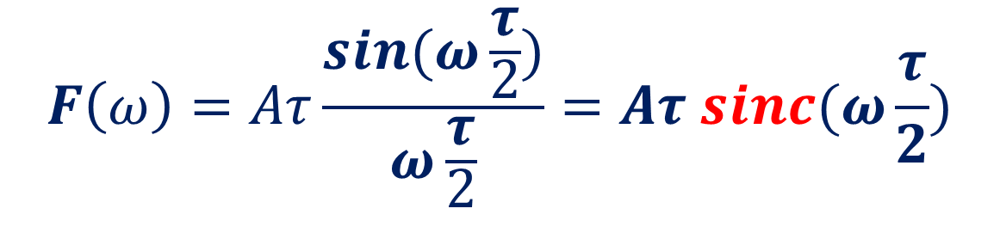 F(ω) = Aτ sin(ω τ/2) / (ω τ/2) = Aτ sinc(ω τ/2)